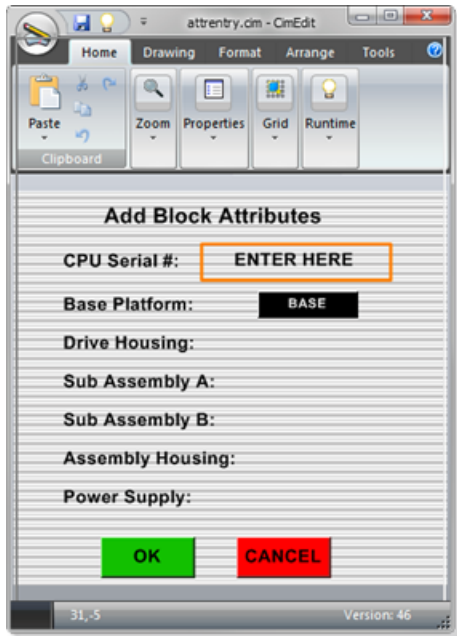 attrentry.cim - CimEdit
Home Drawing Format Arrange Tools
Paste Zoom Properties Grid Runtime
Clipboard
Add Block Attributes
CPU Serial #: ENTER HERE
Base Platform: BASE
Drive Housing:
Sub Assembly A:
Sub Assembly B:
Assembly Housing:
Power Supply:
OK CANCEL
31,-5 Version: 46